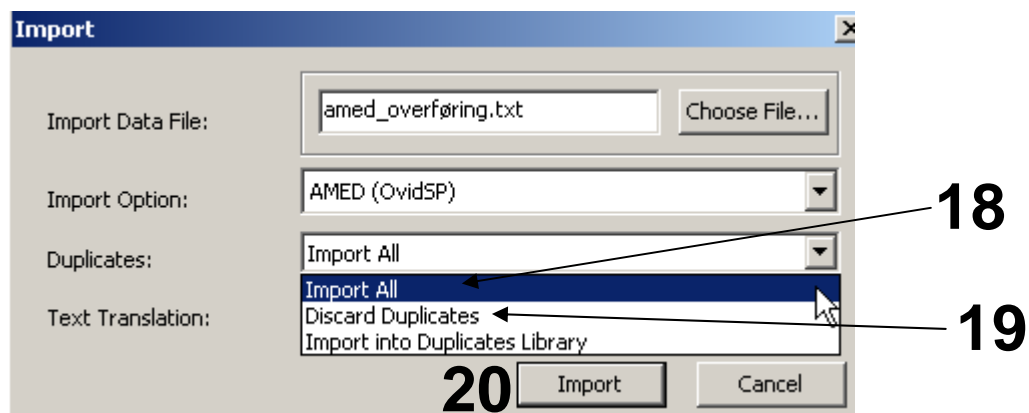 Import
Import Data File:
amed_overføring.txt
Choose File...
Import Option:
AMED (OvidSP)
18
Duplicates:
Import All
Import All
Text Translation:
Discard Duplicates
19
Import into Duplicates Library
20
Import
Cancel